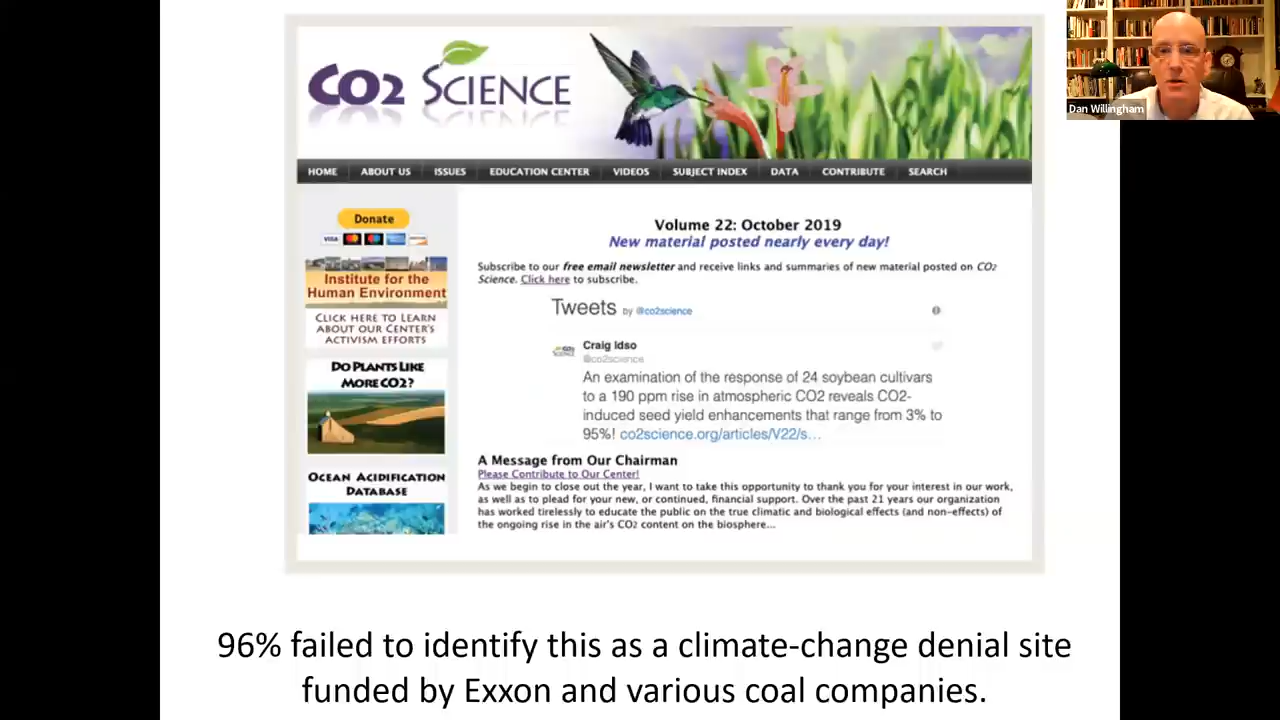 CO2 SCIENCE
Dan Willingham
HOME ABOUT US ISSUES EDUCATION CENTER VIDEOS SUBJECT INDEX DATA CONTRIBUTE SEARCH
Donate
VISA
Institute for the
Human Environment
CLICK HERE TO LEARN
ABOUT OUR CENTER'S
ACTIVISM EFFORTS
DO PLANTS LIKE
MORE CO2?
OCEAN ACIDIFICATION
DATABASE
Volume 22: October 2019
New material posted nearly every day!
Subscribe to our free email newsletter and receive links and summaries of new material posted on CO2
Science. Click here to subscribe.
Tweets by @co2science
Craig Idso
@co2science
An examination of the response of 24 soybean cultivars
to a 190 ppm rise in atmospheric CO2 reveals CO2-
induced seed yield enhancements that range from 3% to
95%! co2science.org/articles/V22/s…
A Message from Our Chairman
Please Contribute to Our Center!
As we begin to close out the year, I want to take this opportunity to thank you for your interest in our work,
as well as to plead for your new, or continued, financial support. Over the past 21 years our organization
has worked tirelessly to educate the public on the true climatic and biological effects (and non-effects) of
the ongoing rise in the air's CO2 content on the biosphere...
96% failed to identify this as a climate-change denial site
funded by Exxon and various coal companies.